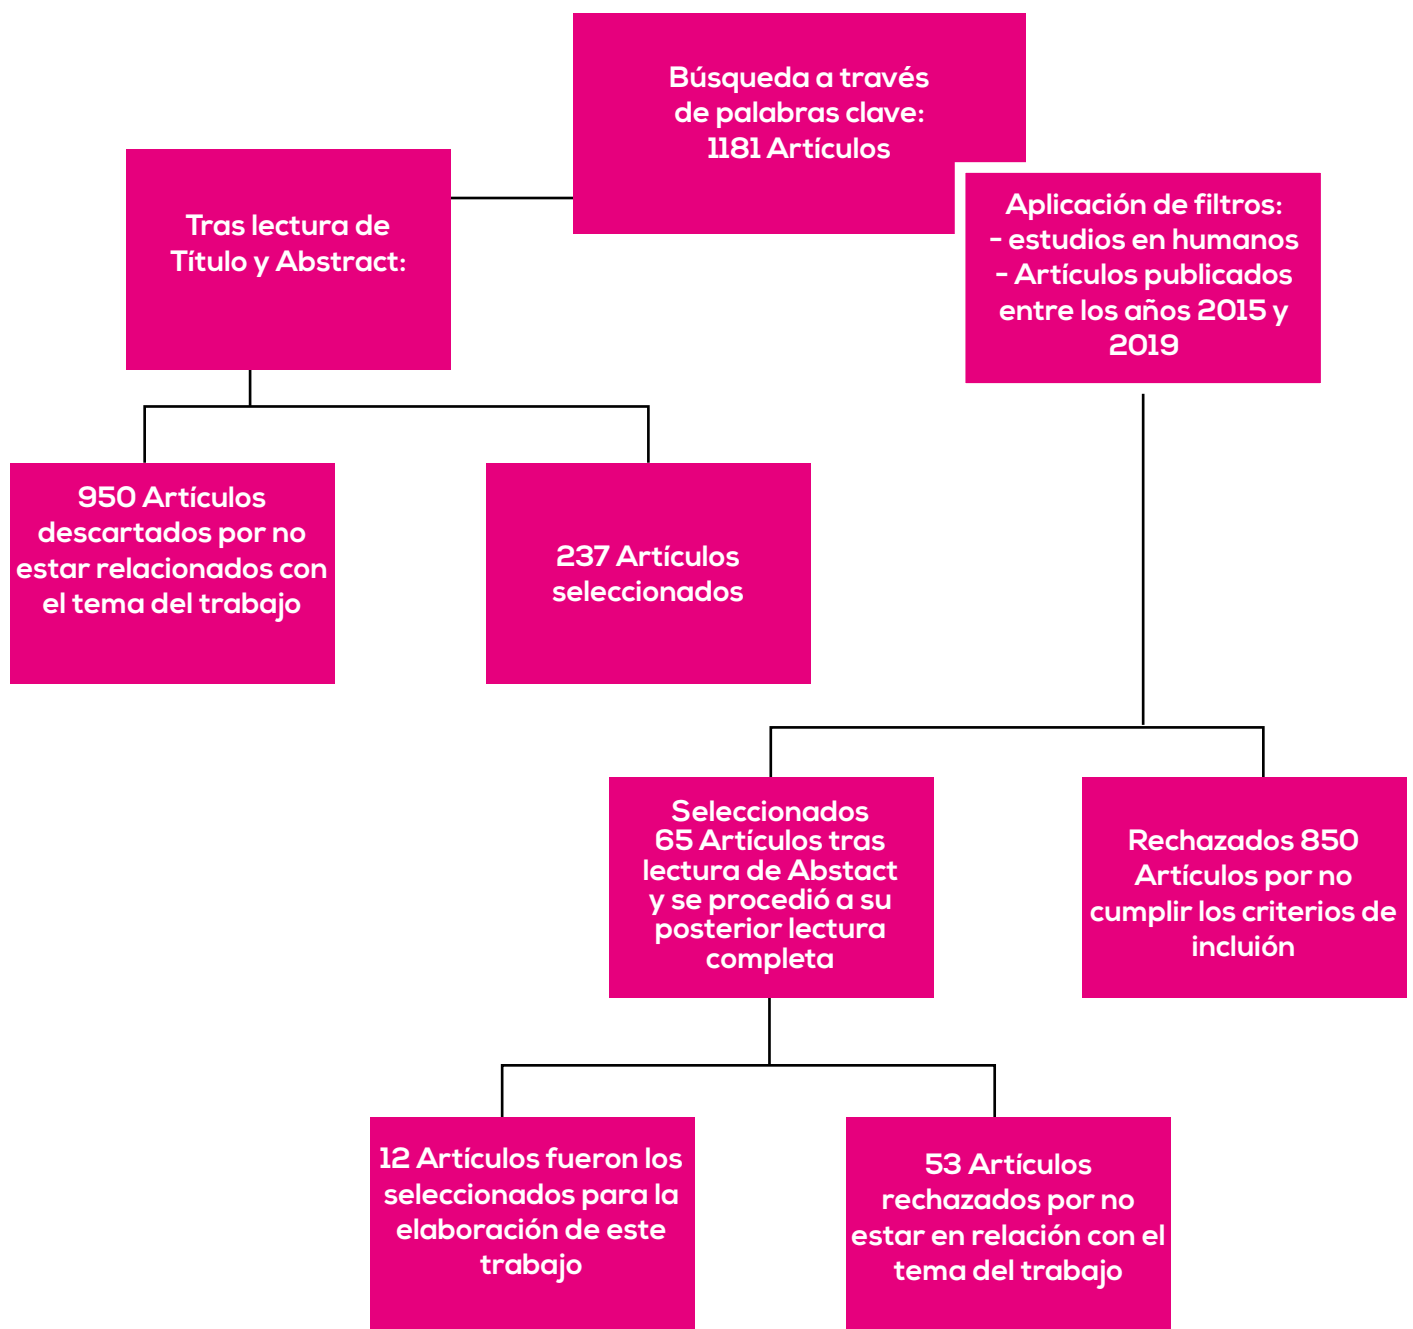 Búsqueda a través
de palabras clave:
1181 Artículos
Tras lectura de
Título y Abstract:
Aplicación de filtros:
- estudios en humanos
- Artículos publicados
entre los años 2015 y
2019
950 Artículos
descartados por no
estar relacionados con
el tema del trabajo
237 Artículos
seleccionados
Seleccionados
65 Artículos tras
lectura de Abstact
y se procedió a su
posterior lectura
completa
Rechazados 850
Artículos por no
cumplir los criterios de
incluión
12 Artículos fueron los
seleccionados para la
elaboración de este
trabajo
53 Artículos
rechazados por no
estar en relación con el
tema del trabajo